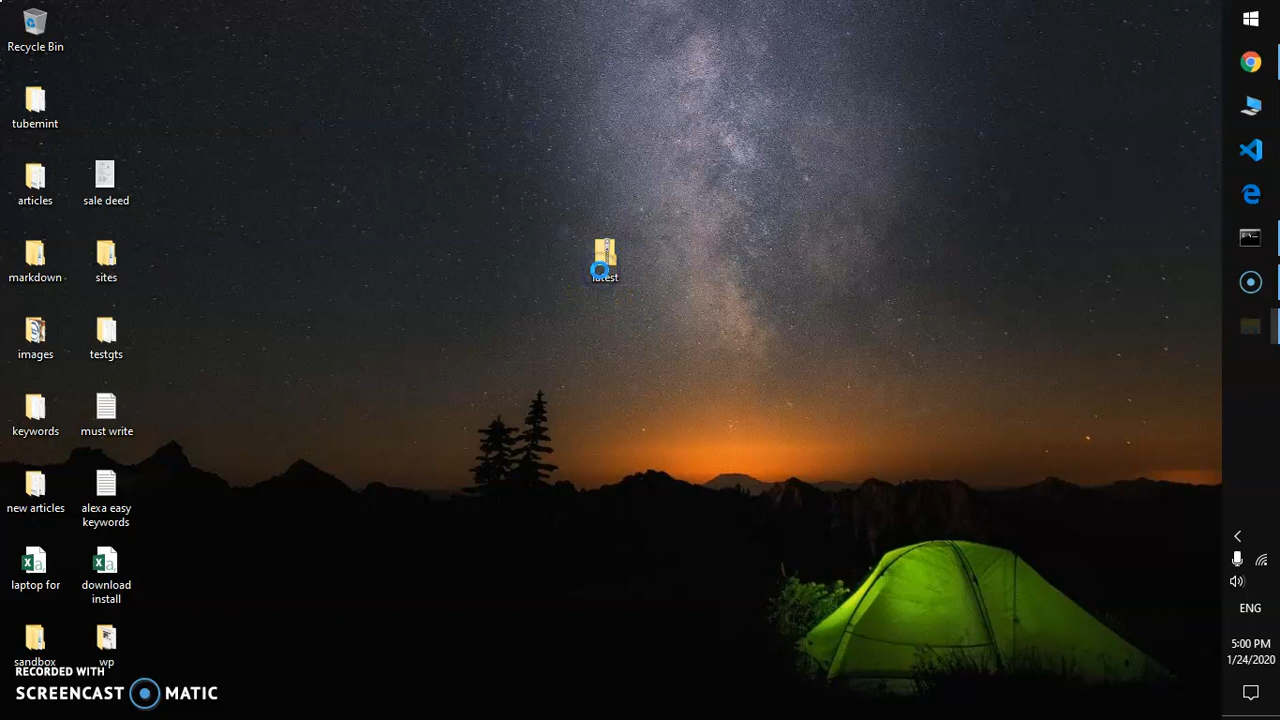 Recycle Bin
tubemint
articles
sale deed
markdown
sites
latest
images
testgts
keywords
must write
new articles
alexa easy
keywords
laptop for
download
install
sandbox
wp
RECORDED WITH
SCREENCAST MATIC
ENG
5:00 PM
1/24/2020